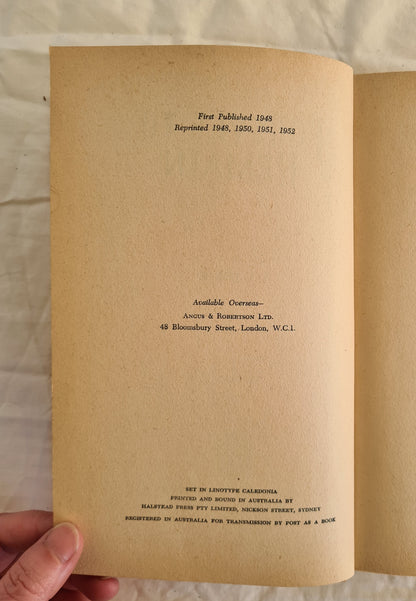 First Published 1948
Reprinted 1948, 1950, 1951, 1952
Available Overseas—
ANGUS & ROBERTSON LTD.
48 Bloomsbury Street, London, W.C.1.
SET IN LINOTYPE CALEDONIA
PRINTED AND BOUND IN AUSTRALIA BY
HALSTEAD PRESS PTY LIMITED, NICKSON STREET, SYDNEY
REGISTERED IN AUSTRALIA FOR TRANSMISSION BY POST AS A BOOK